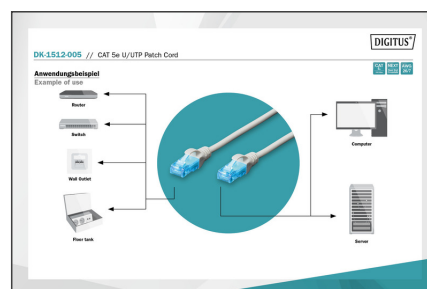 DIGITUS®
DK-1512-005 // CAT 5e U/UTP Patch Cord
Anwendungsbeispiel
Example of use
Router
Switch
Wall Outlet
Floor tank
Computer
Server